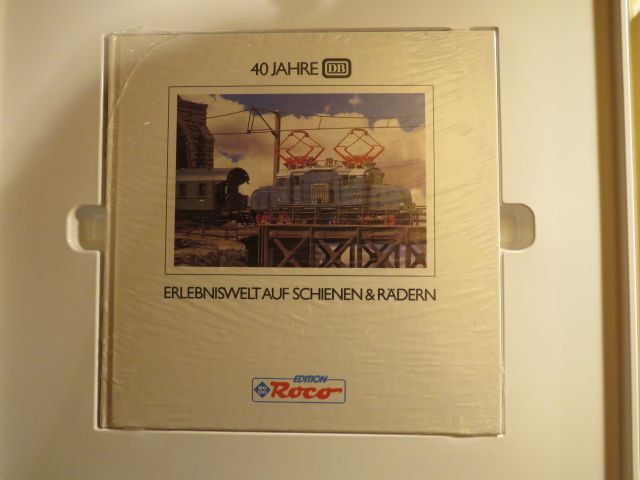 40 JAHRE DB
ERLEBNISWELT AUF SCHIENEN & RÄDERN
EDITION
Roco